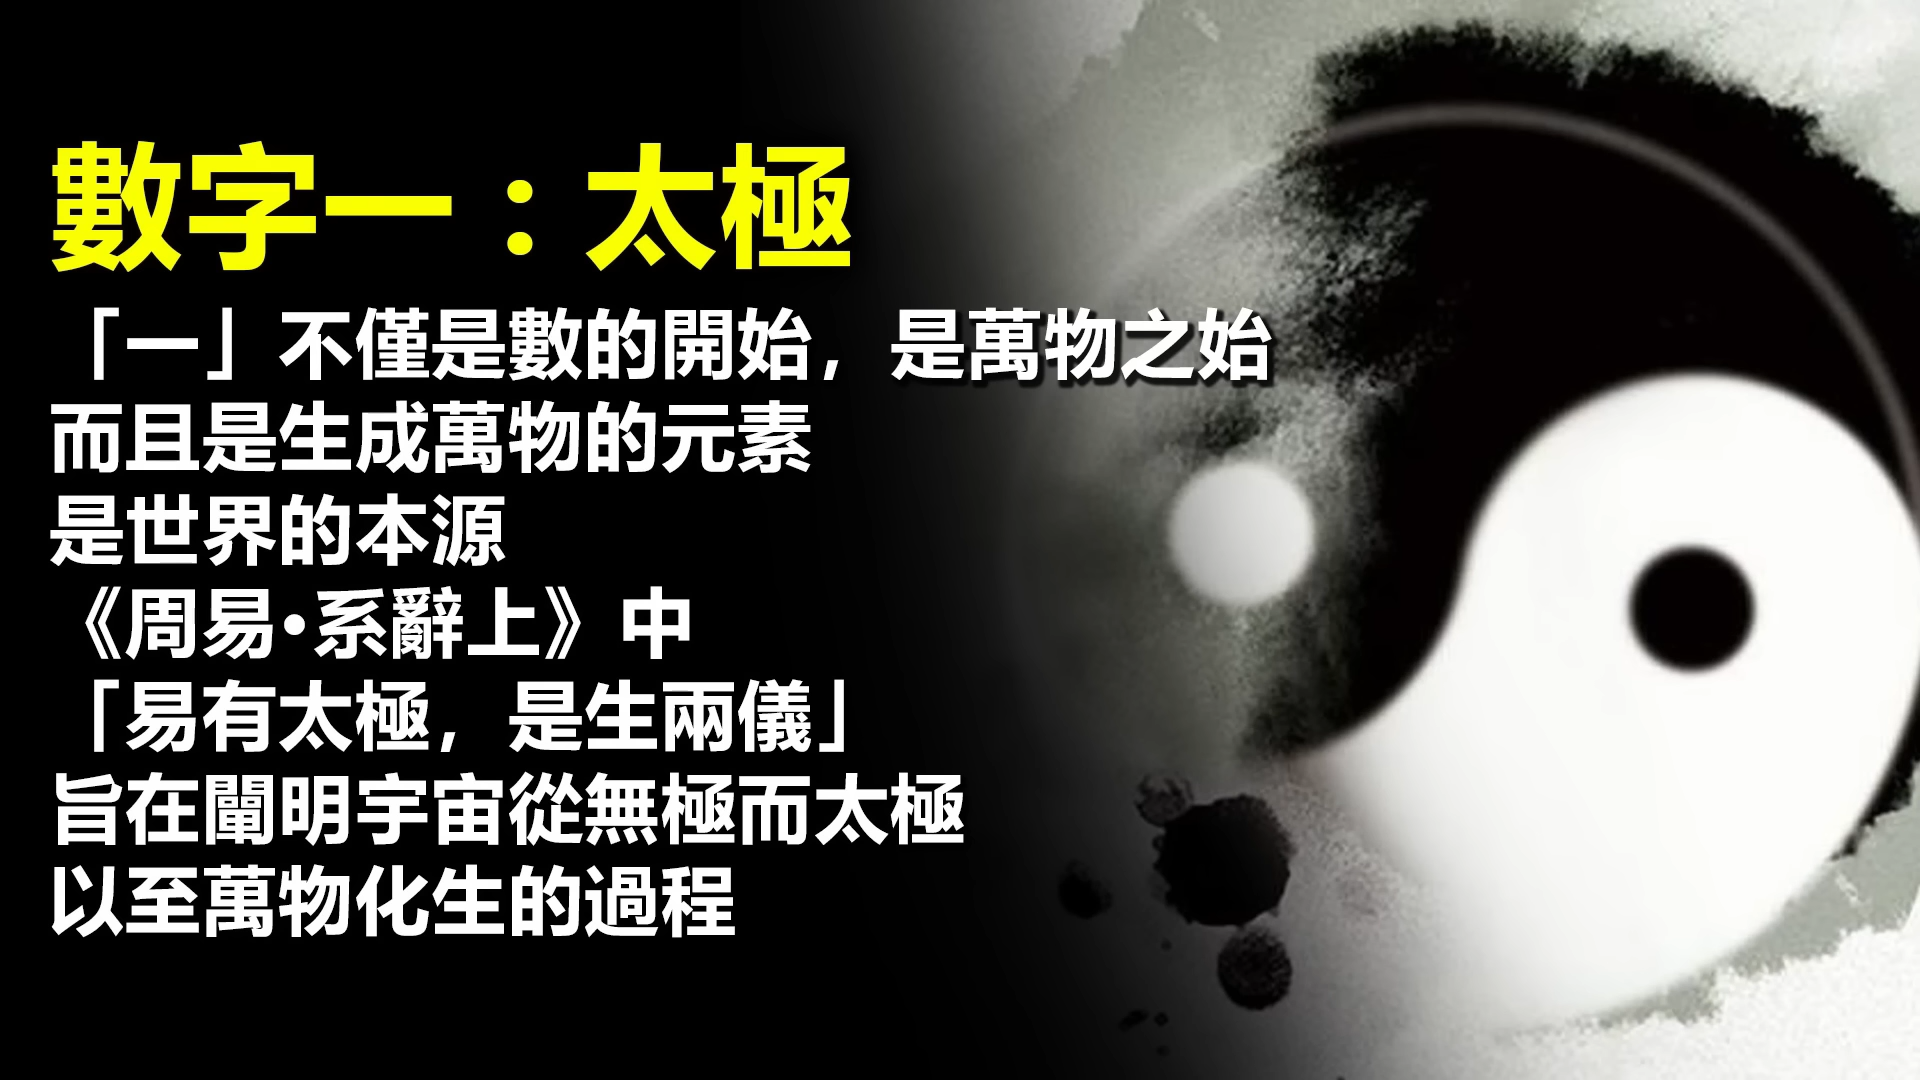 數字一：太極
「一」不僅是數的開始，是萬物之始
而且是生成萬物的元素
是世界的本源
《周易•系辭上》中
「易有太極，是生兩儀」
旨在闡明宇宙從無極而太極
以至萬物化生的過程